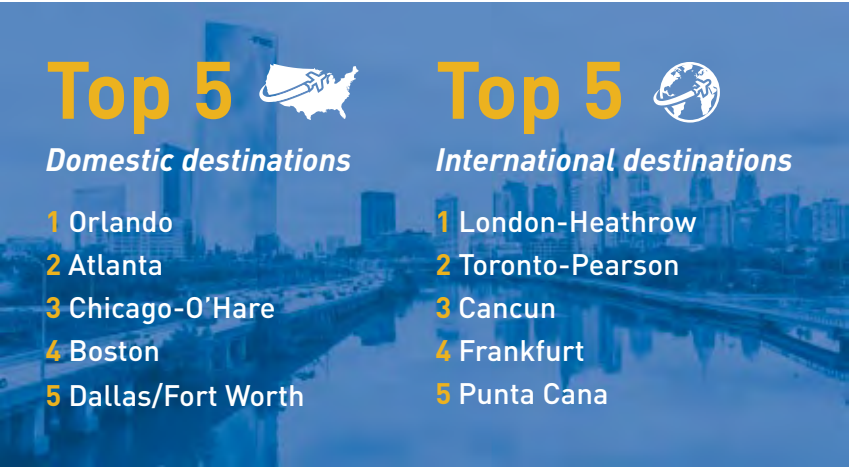 Top 5
Domestic destinations
1 Orlando
2 Atlanta
3 Chicago-O'Hare
4 Boston
5 Dallas/Fort Worth
Top 5
International destinations
1 London-Heathrow
2 Toronto-Pearson
3 Cancun
4 Frankfurt
5 Punta Cana